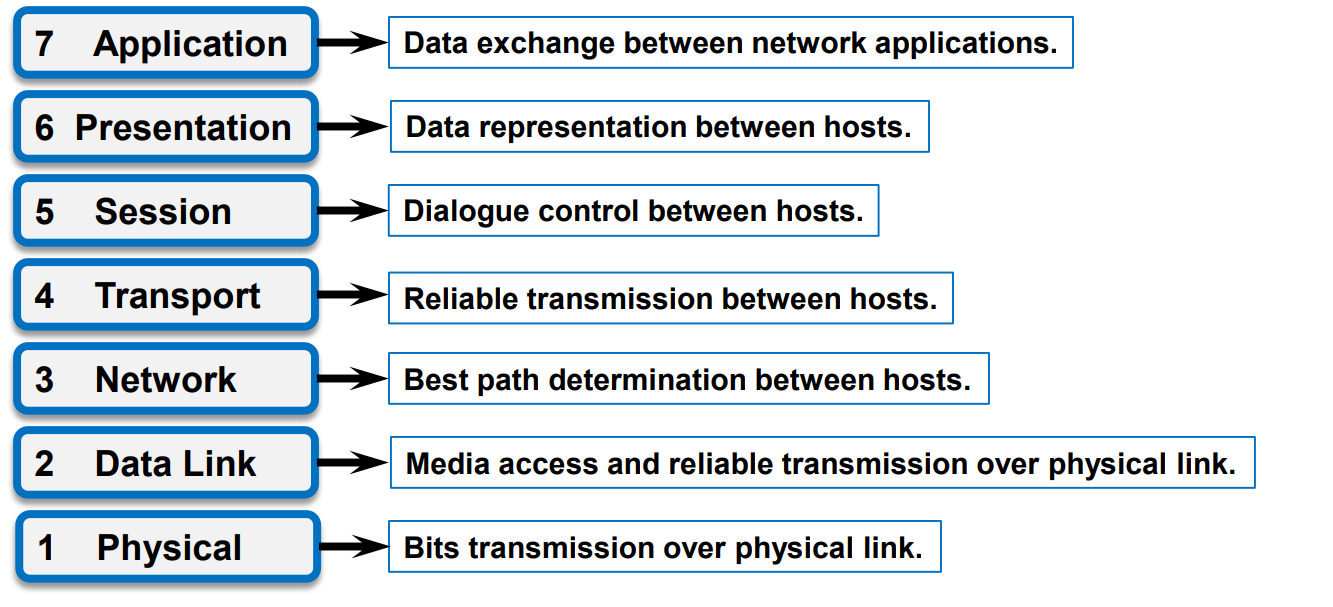 7 Application
Data exchange between network applications.
6 Presentation
Data representation between hosts.
5 Session
Dialogue control between hosts.
4 Transport
Reliable transmission between hosts.
3 Network
Best path determination between hosts.
2 Data Link
Media access and reliable transmission over physical link.
1 Physical
Bits transmission over physical link.